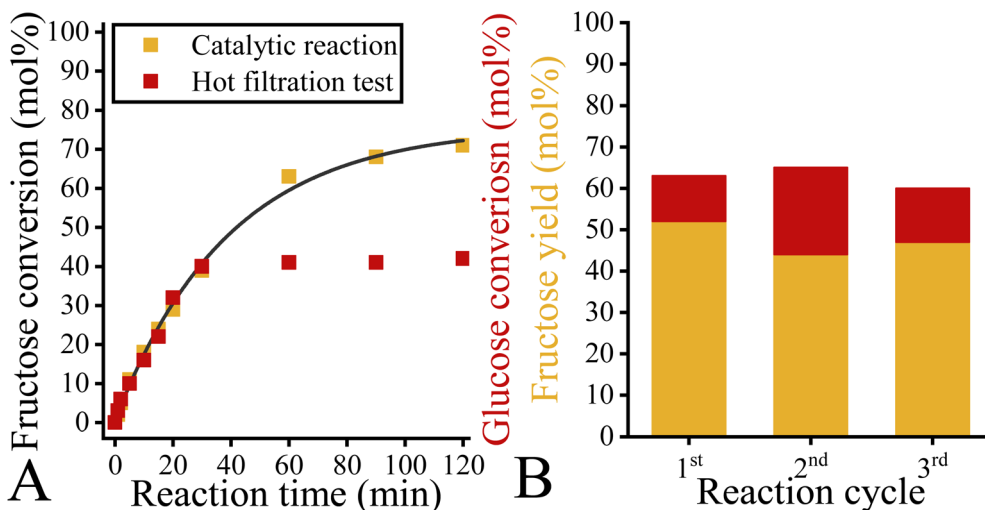 Fructose conversion (mol%)
100
90
80
70
60
50
40
30
20
10
0
Catalytic reaction
Hot filtration test
0
20
40
60
80
100
120
Reaction time (min)
A
Glucose converiosn (mol%)
Fructose yield (mol%)
100
90
80
70
60
50
40
30
20
10
0
1st
2nd
3rd
Reaction cycle
B